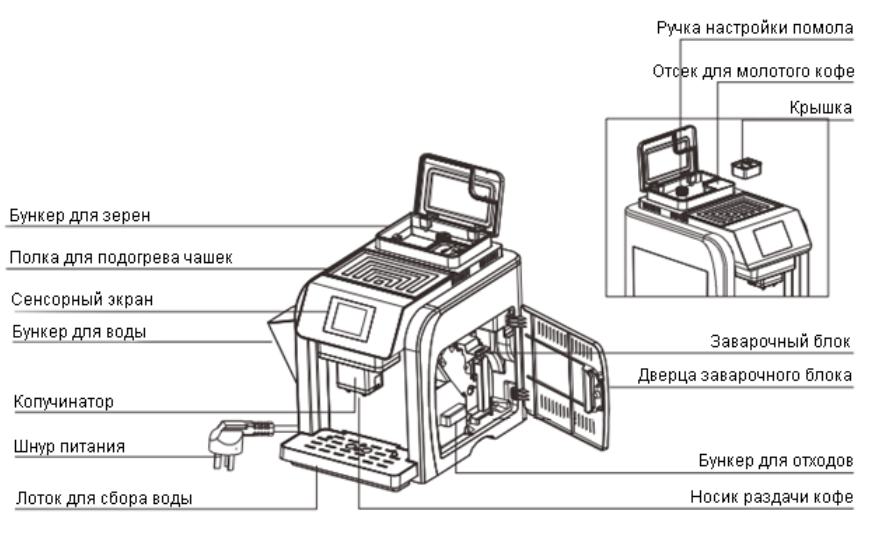 Ручка настройки помола
Отсек для молотого кофе
Крышка
Бункер для зерен
Полка для подогрева чашек
Сенсорный экран
Бункер для воды
Копучинатор
Шнур питания
Лоток для сбора воды
Заварочный блок
Дверца заварочного блока
Бункер для отходов
Носик раздачи кофе